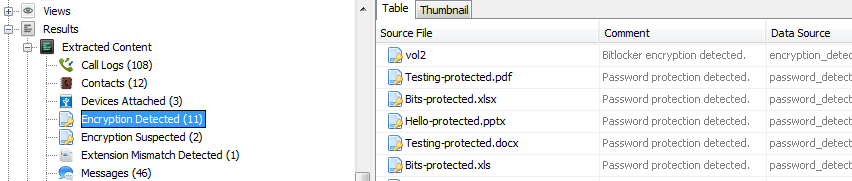 Views
Results
Extracted Content
Call Logs (108)
Contacts (12)
Devices Attached (3)
Encryption Detected (11)
Encryption Suspected (2)
Extension Mismatch Detected (1)
Messages (46)
Table Thumbnail
Source File Comment Data Source
vol2 Bitlocker encryption detected. encryption_detec
Testing-protected.pdf Password protection detected. password_detec
Bits-protected.xlsx Password protection detected. password_detec
Hello-protected.pptx Password protection detected. password_detec
Testing-protected.docx Password protection detected. password_detec
Bits-protected.xls Password protection detected. password_detec